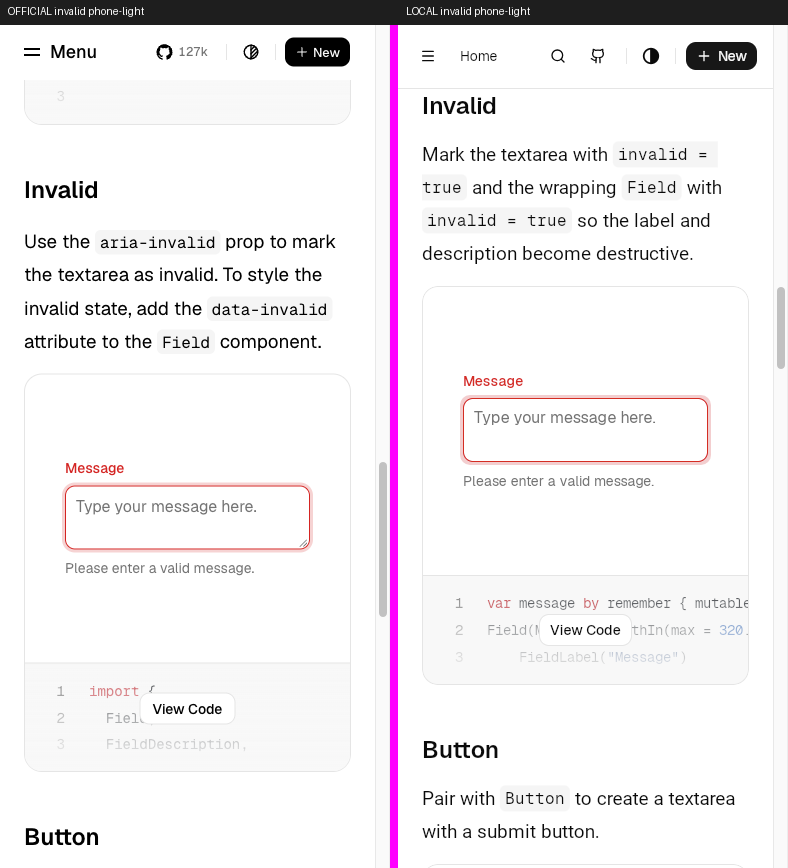 OFFICIAL invalid phone-light
Menu
127k
New
3
Invalid
Use the aria-invalid prop to mark
the textarea as invalid. To style the
invalid state, add the data-invalid
attribute to the Field component.
Message
Type your message here.
Please enter a valid message.
1 import {
2 Fiel
View Code
3 FieldDescription,
Button
LOCAL invalid phone-light
Home
New
Invalid
Mark the textarea with invalid =
true and the wrapping Field with
invalid = true so the label and
description become destructive.
Message
Type your message here.
Please enter a valid message.
1 var message by remember { mutable
2 Field(M thIn(max = 320.
View Code
3 FieldLabel("Message")
Button
Pair with Button to create a textarea
with a submit button.